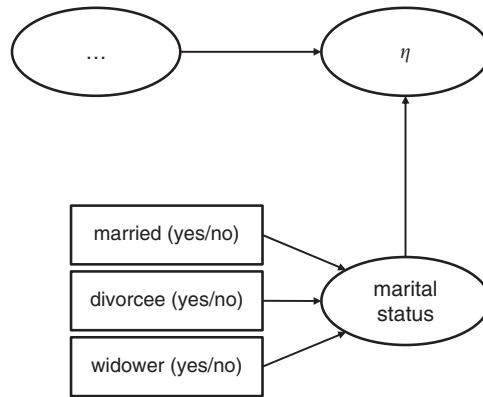 ...
η
married (yes/no)
divorcee (yes/no)
widower (yes/no)
marital
status